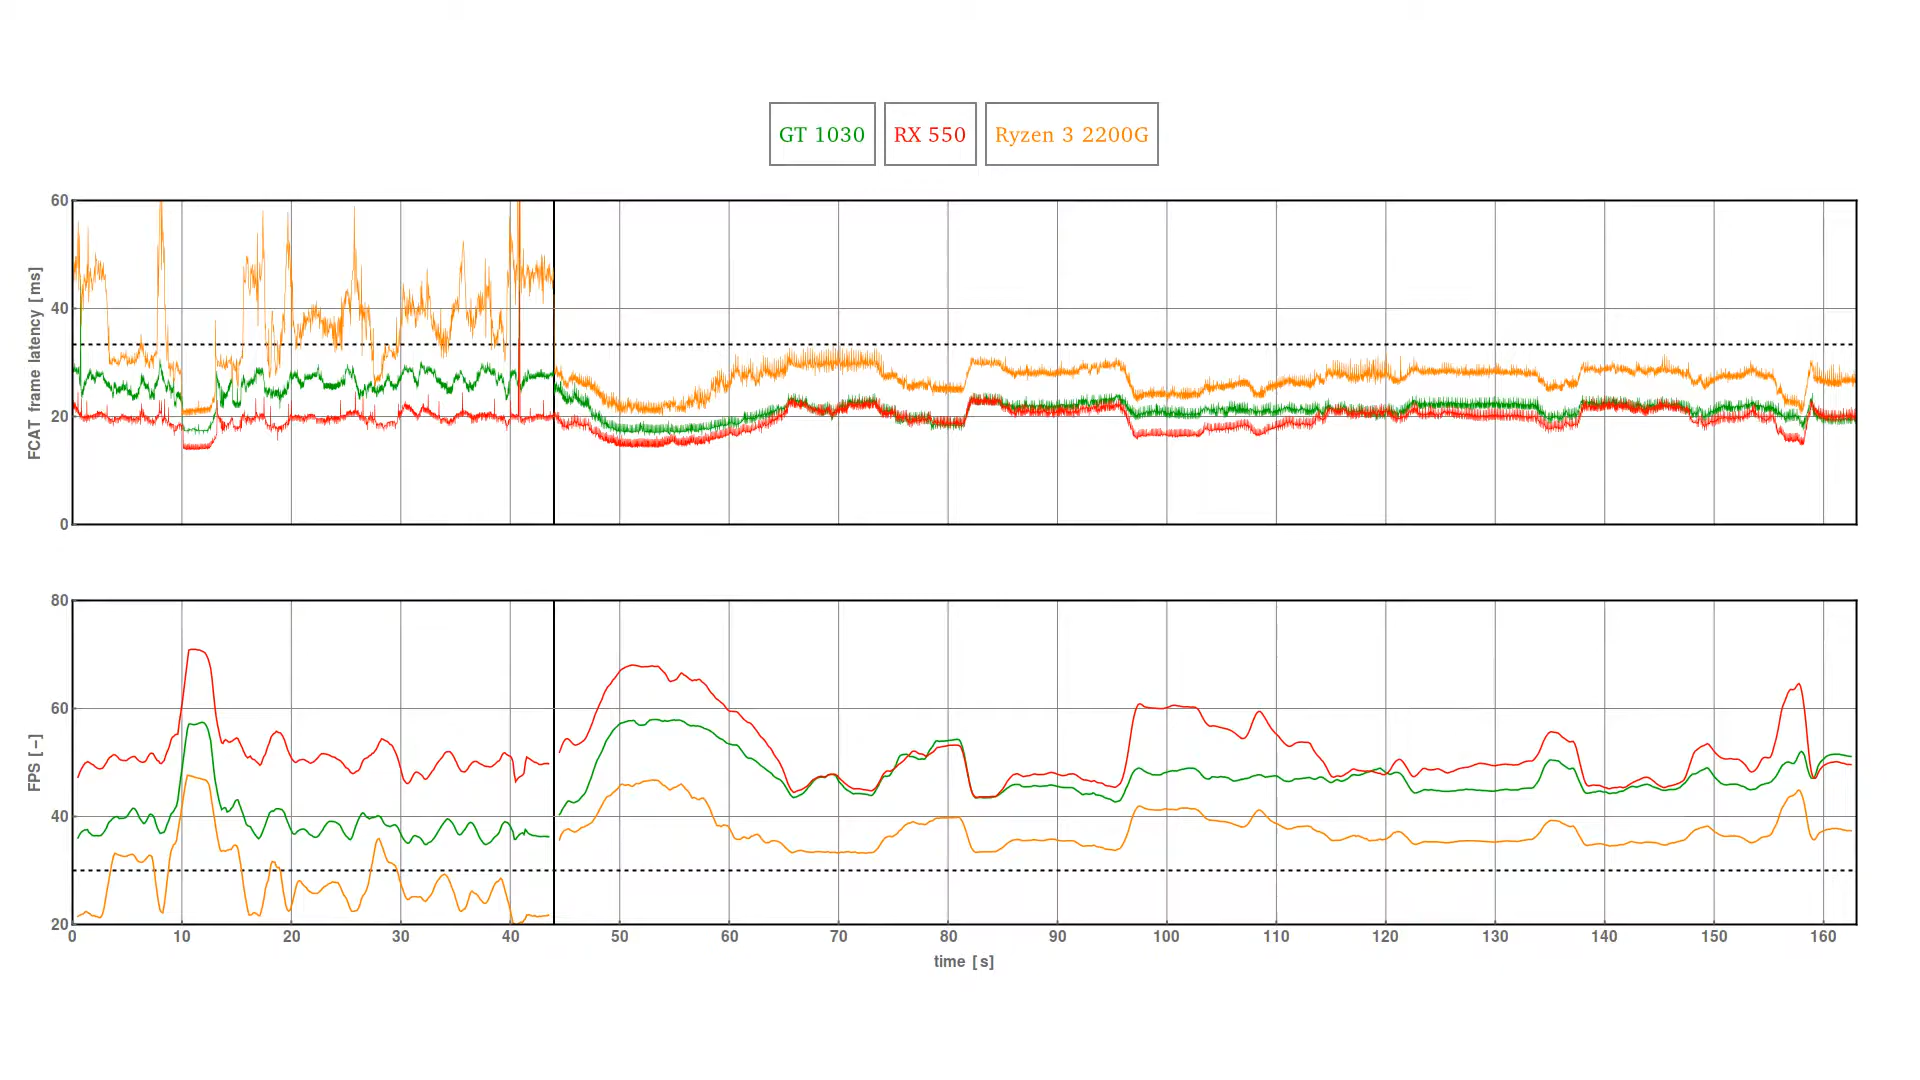 GT 1030 RX 550 Ryzen 3 2200G
FCAT frame latency [ms]
60
40
20
0
FPS [−]
80
60
40
20
0 10 20 30 40 50 60 70 80 90 100 110 120 130 140 150 160
time [s]